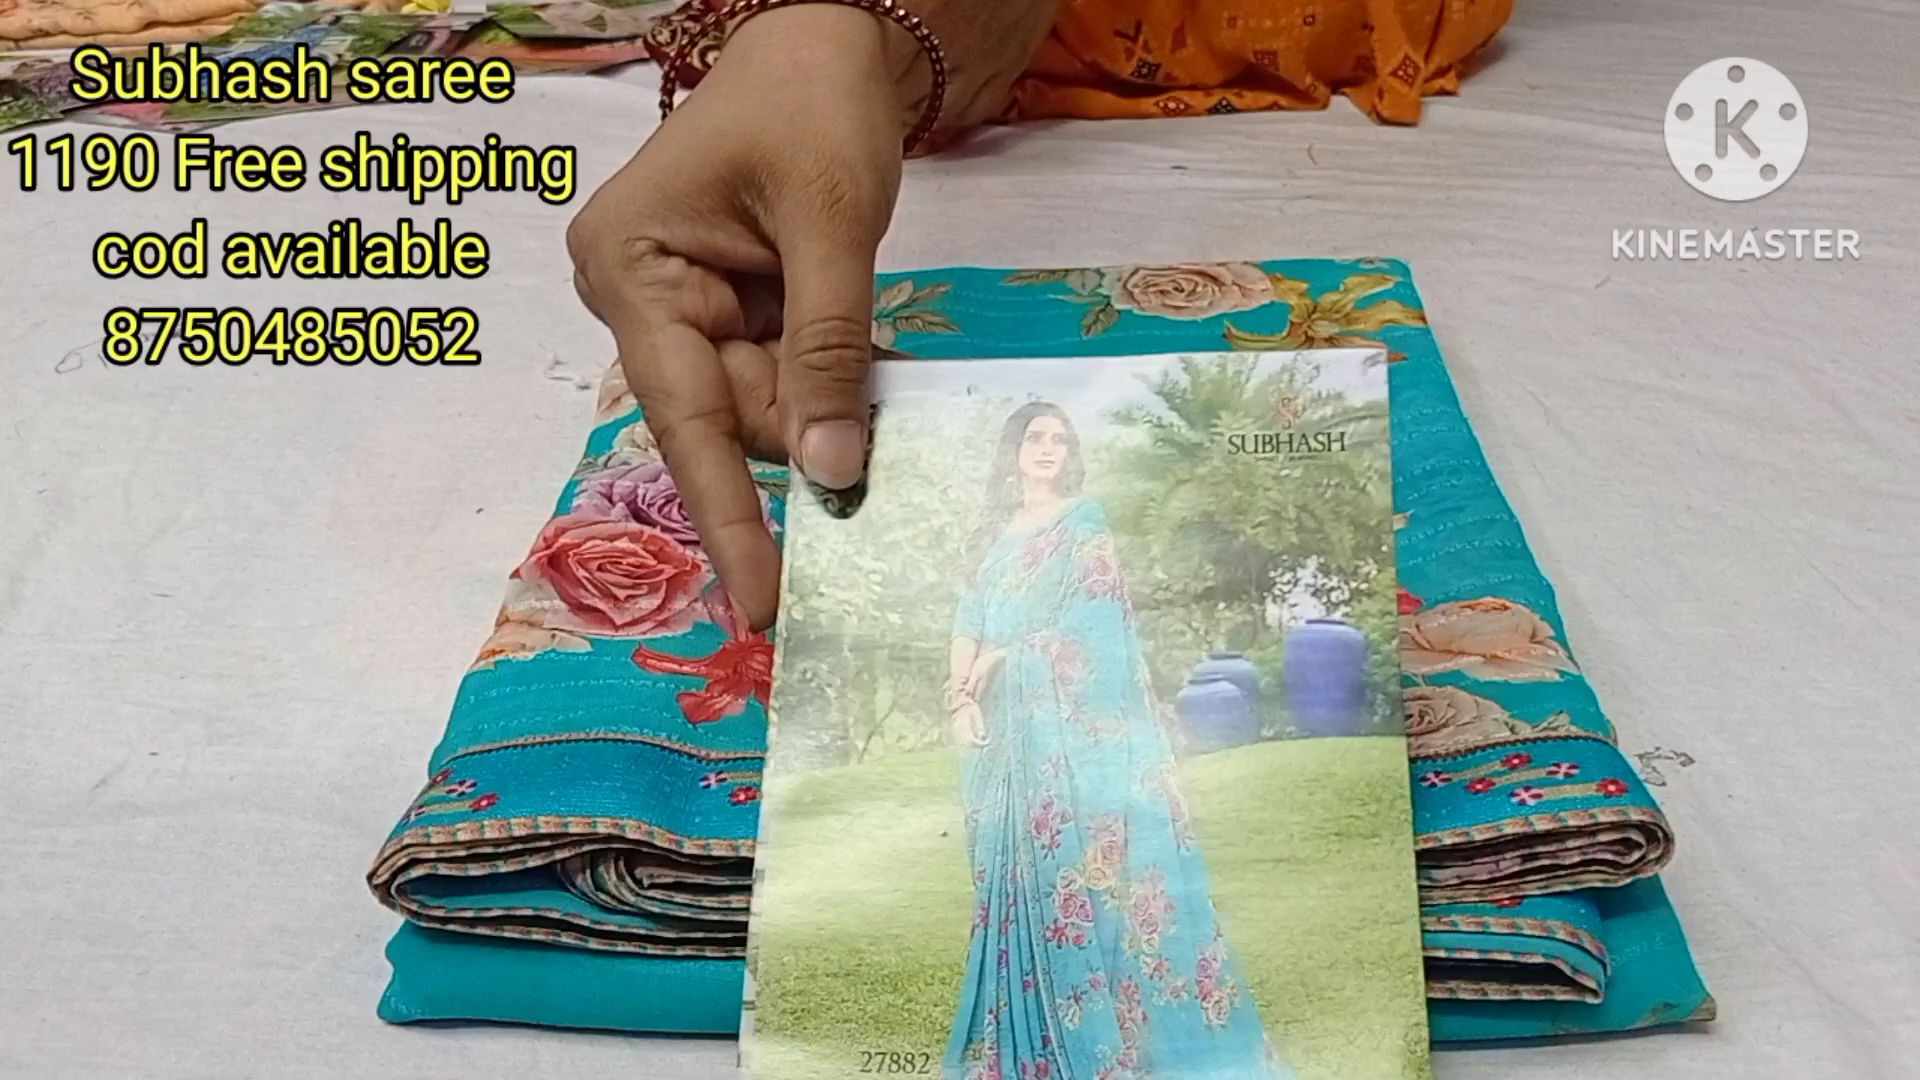 Subhash saree
1190 Free shipping
cod available
8750485052
KINEMASTER
SUBHASH
27882